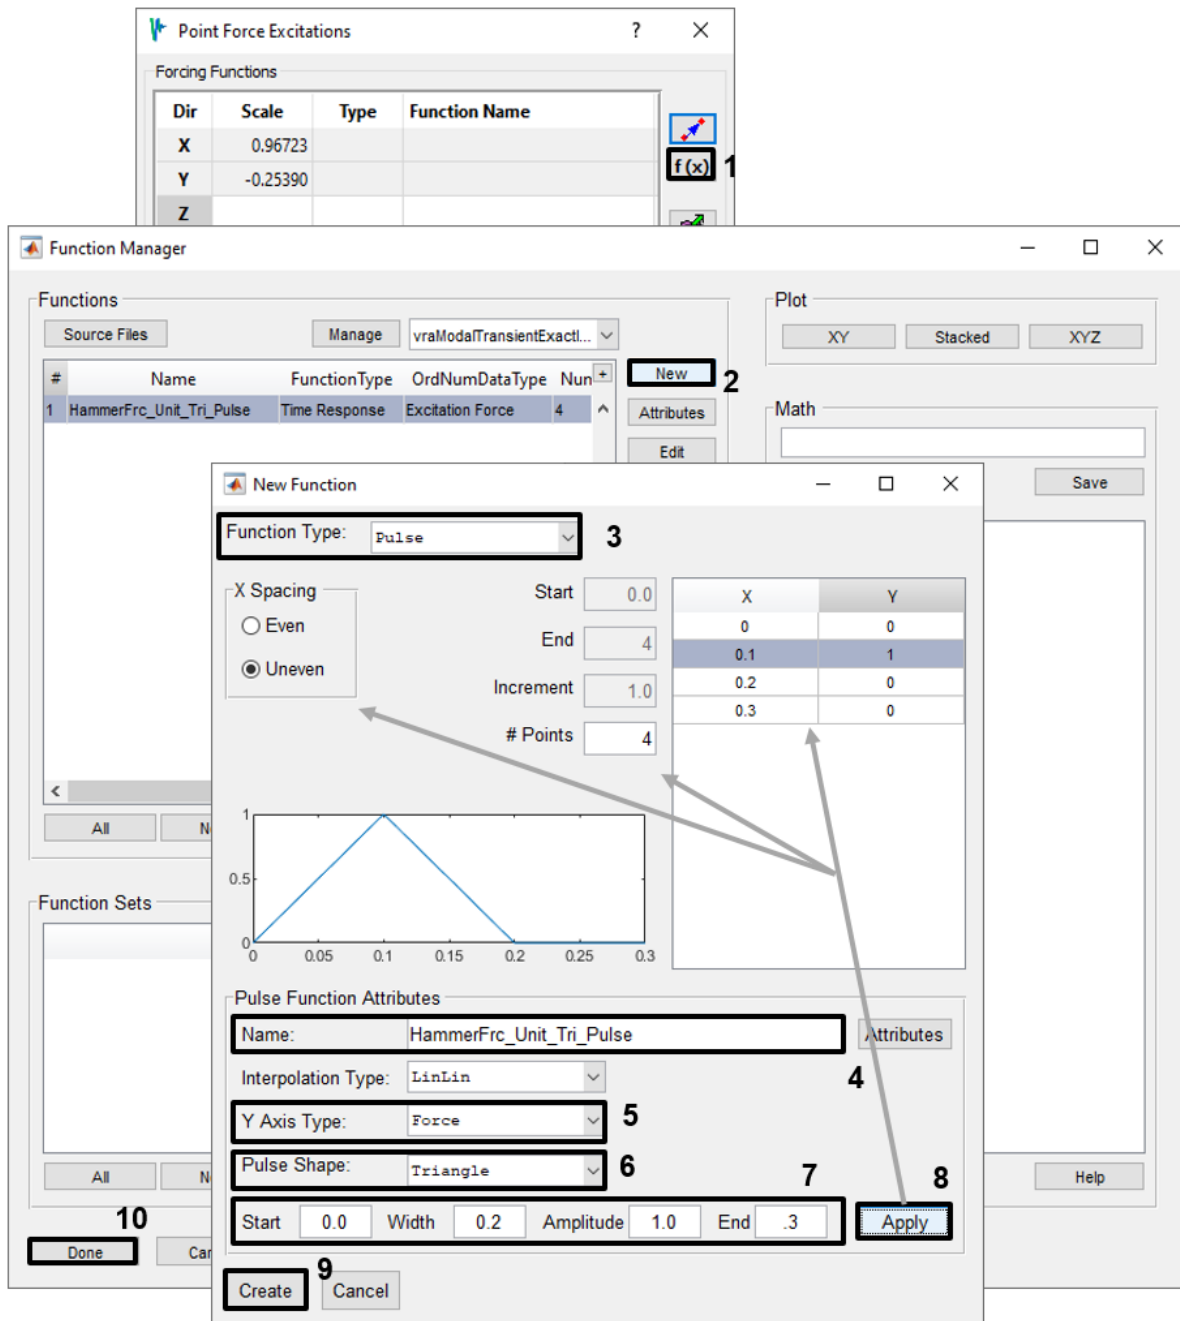 Point Force Excitations ?
Forcing Functions
Dir Scale Type Function Name
X 0.96723
Y -0.25390
Z
f(x) 1
Function Manager
Functions
Source Files Manage vraModalTransientExactI...
# Name FunctionType OrdNumDataType Nun +
1 HammerFrc_Unit_Tri_Pulse Time Response Excitation Force 4
New 2
Attributes
Edit
Plot
XY Stacked XYZ
Math
Save
New Function
Function Type: Pulse 3
X Spacing
Even
Uneven
Start 0.0
End 4
Increment 1.0
# Points 4
X Y
0 0
0.1 1
0.2 0
0.3 0
All N
1
0.5
0
0 0.05 0.1 0.15 0.2 0.25 0.3
Function Sets
Pulse Function Attributes
Name: HammerFrc_Unit_Tri_Pulse Attributes
4
Interpolation Type: LinLin
Y Axis Type: Force 5
Pulse Shape: Triangle 6
7 8
Start 0.0 Width 0.2 Amplitude 1.0 End .3 Apply
All N
Help
10
Done Car
9
Create Cancel